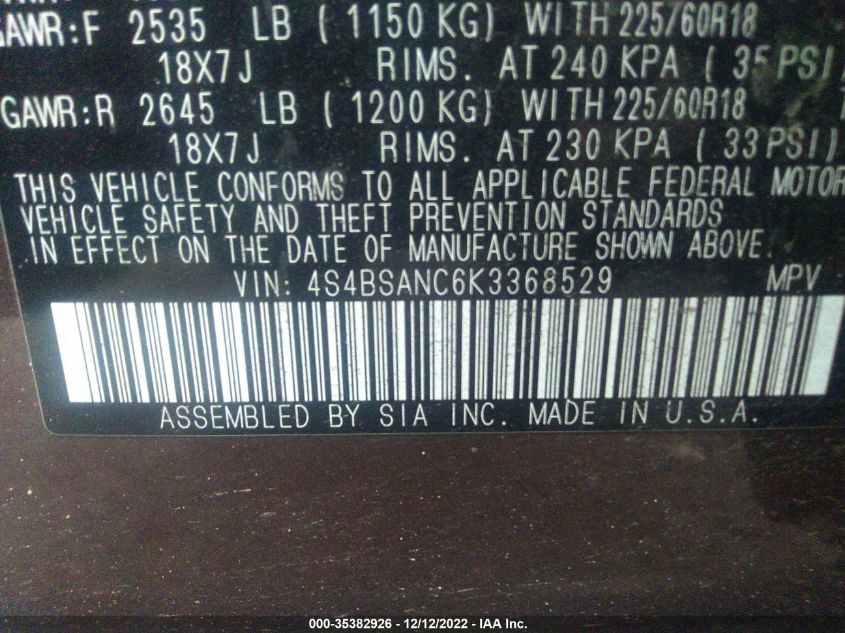 GAWR:F 2535 LB ( 1150 KG) WITH 225/60R18
18X7J RIMS. AT 240 KPA ( 35 PSI
GAWR:R 2645 LB ( 1200 KG) WITH 225/60R18
18X7J RIMS. AT 230 KPA ( 33 PSI)
THIS VEHICLE CONFORMS TO ALL APPLICABLE FEDERAL MOTOR
VEHICLE SAFETY AND THEFT PREVENTION STANDARDS
IN EFFECT ON THE DATE OF MANUFACTURE SHOWN ABOVE.
VIN: 4S4BSANC6K3368529 MPV
ASSEMBLED BY SIA INC. MADE IN U.S.A.
000-35382926 - 12/12/2022 - IAA Inc.